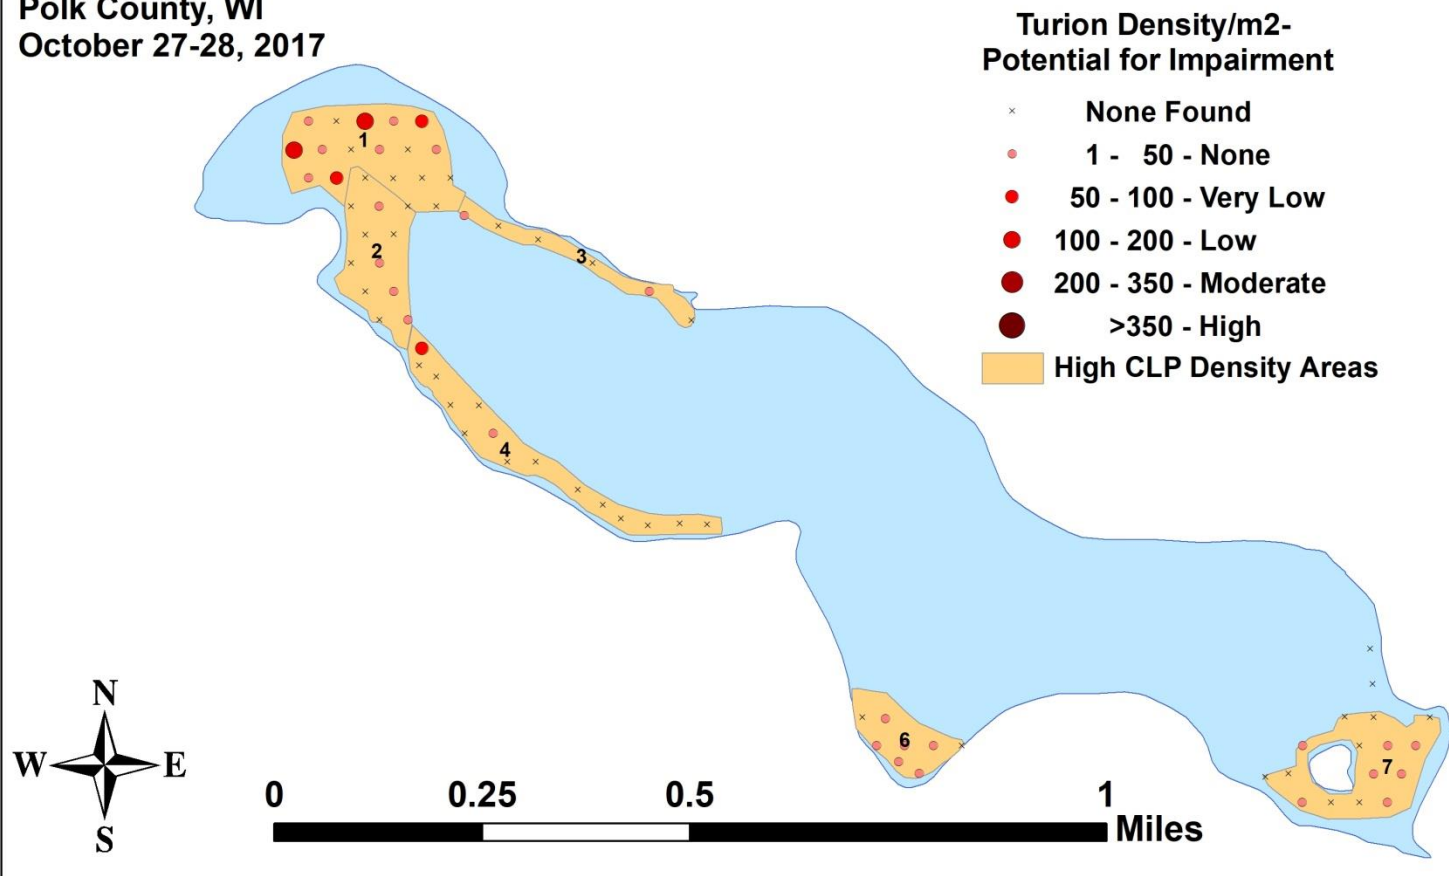 Polk County, WI
October 27-28, 2017
Turion Density/m2-
Potential for Impairment
None Found
1 - 50 - None
50 - 100 - Very Low
100 - 200 - Low
200 - 350 - Moderate
>350 - High
High CLP Density Areas
1
2
3
4
6
7
N
W E
S
0 0.25 0.5 1
Miles